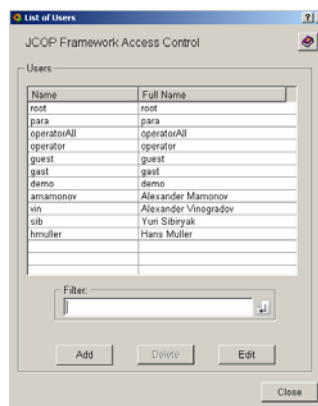 List of Users
JCOP Framework Access Control
Users
Name Full Name
root root
para para
operatorAll operatorAll
operator operator
guest guest
gast gast
demo demo
amamonov Alexander Mamonov
vin Alexander Vinogradov
sib Yuri Sibiryak
hmuller Hans Muller
Filter:
Add Delete Edit
Close